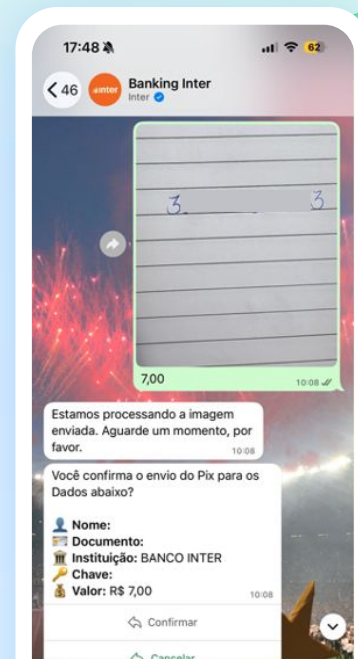 17:48
62
46
inter
Banking Inter
Inter
3 3
7,00
10:08
Estamos processando a imagem
enviada. Aguarde um momento, por
favor.
10:08
Você confirma o envio do Pix para os
Dados abaixo?
Nome:
Documento:
Instituição: BANCO INTER
Chave:
Valor: R$ 7,00
10:08
Confirmar
Cancelar